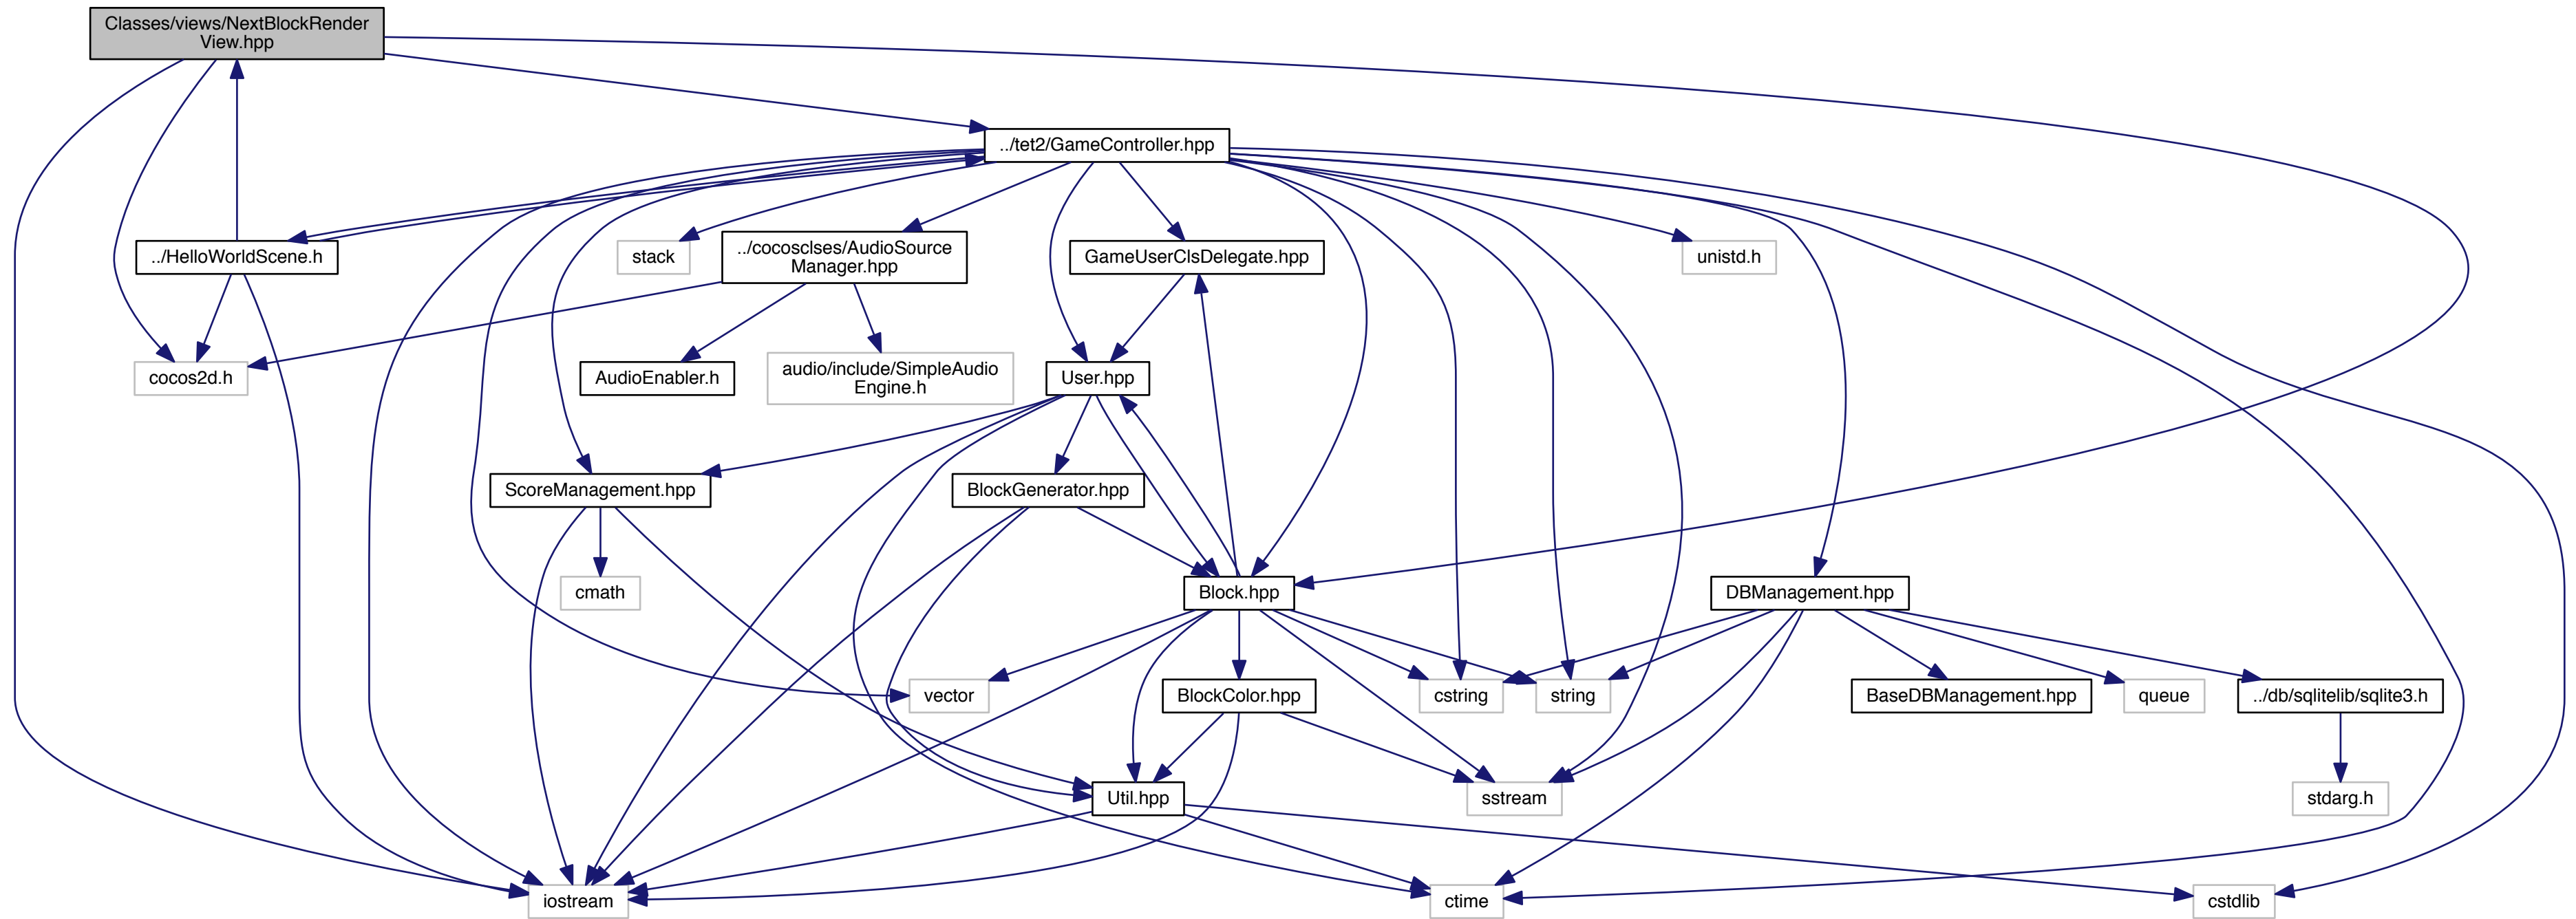 Classes/views/NextBlockRender
View.hpp
../tet2/GameController.hpp
../HelloWorldScene.h
stack
../cocosclses/AudioSource
Manager.hpp
GameUserClsDelegate.hpp
unistd.h
cocos2d.h
AudioEnabler.h
audio/include/SimpleAudio
Engine.h
User.hpp
ScoreManagement.hpp
BlockGenerator.hpp
cmath
Block.hpp
DBManagement.hpp
vector
BlockColor.hpp
cstring
string
BaseDBManagement.hpp
queue
../db/sqlitelib/sqlite3.h
Util.hpp
sstream
stdarg.h
iostream
ctime
cstdlib